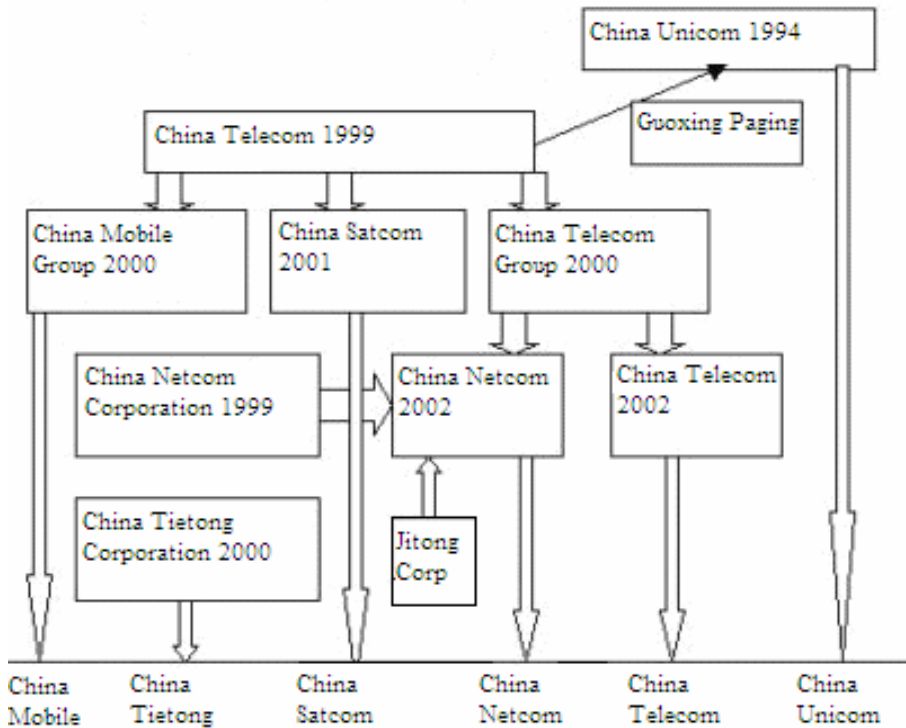 China Unicom 1994
Guoxing Paging
China Telecom 1999
China Mobile
Group 2000
China Satcom
2001
China Telecom
Group 2000
China Netcom
Corporation 1999
China Netcom
2002
China Telecom
2002
China Tietong
Corporation 2000
Jitong
Corp
China
Mobile
China
Tietong
China
Satcom
China
Netcom
China
Telecom
China
Unicom